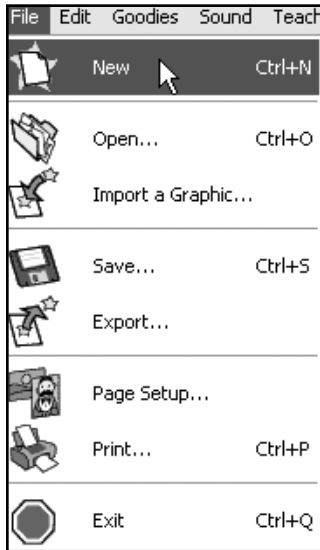 File Edit Goodies Sound Teach
New Ctrl+N
Open... Ctrl+O
Import a Graphic...
Save... Ctrl+S
Export...
Page Setup...
Print... Ctrl+P
Exit Ctrl+Q